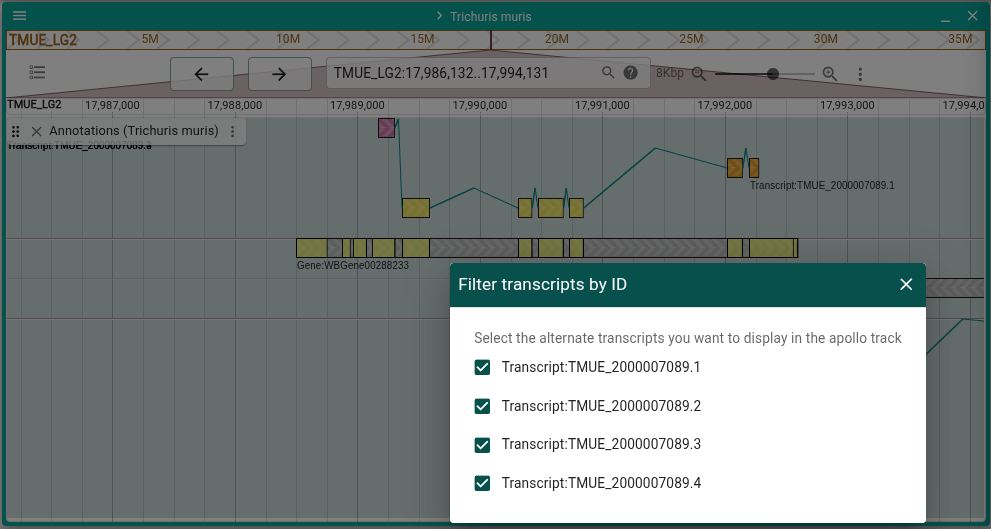 Trichuris muris
TMUE_LG2 5M 10M 15M 20M 25M 30M 35M
TMUE_LG2:17,986,132..17,994,131 8Kbp
TMUE_LG2 17,987,000 17,988,000 17,989,000 17,990,000 17,991,000 17,992,000 17,993,000 17,994,0
Annotations (Trichuris muris)
Transcript:TMUE_2000007089.1
Gene:WBGene00288233
Filter transcripts by ID
Select the alternate transcripts you want to display in the apollo track
Transcript:TMUE_2000007089.1
Transcript:TMUE_2000007089.2
Transcript:TMUE_2000007089.3
Transcript:TMUE_2000007089.4